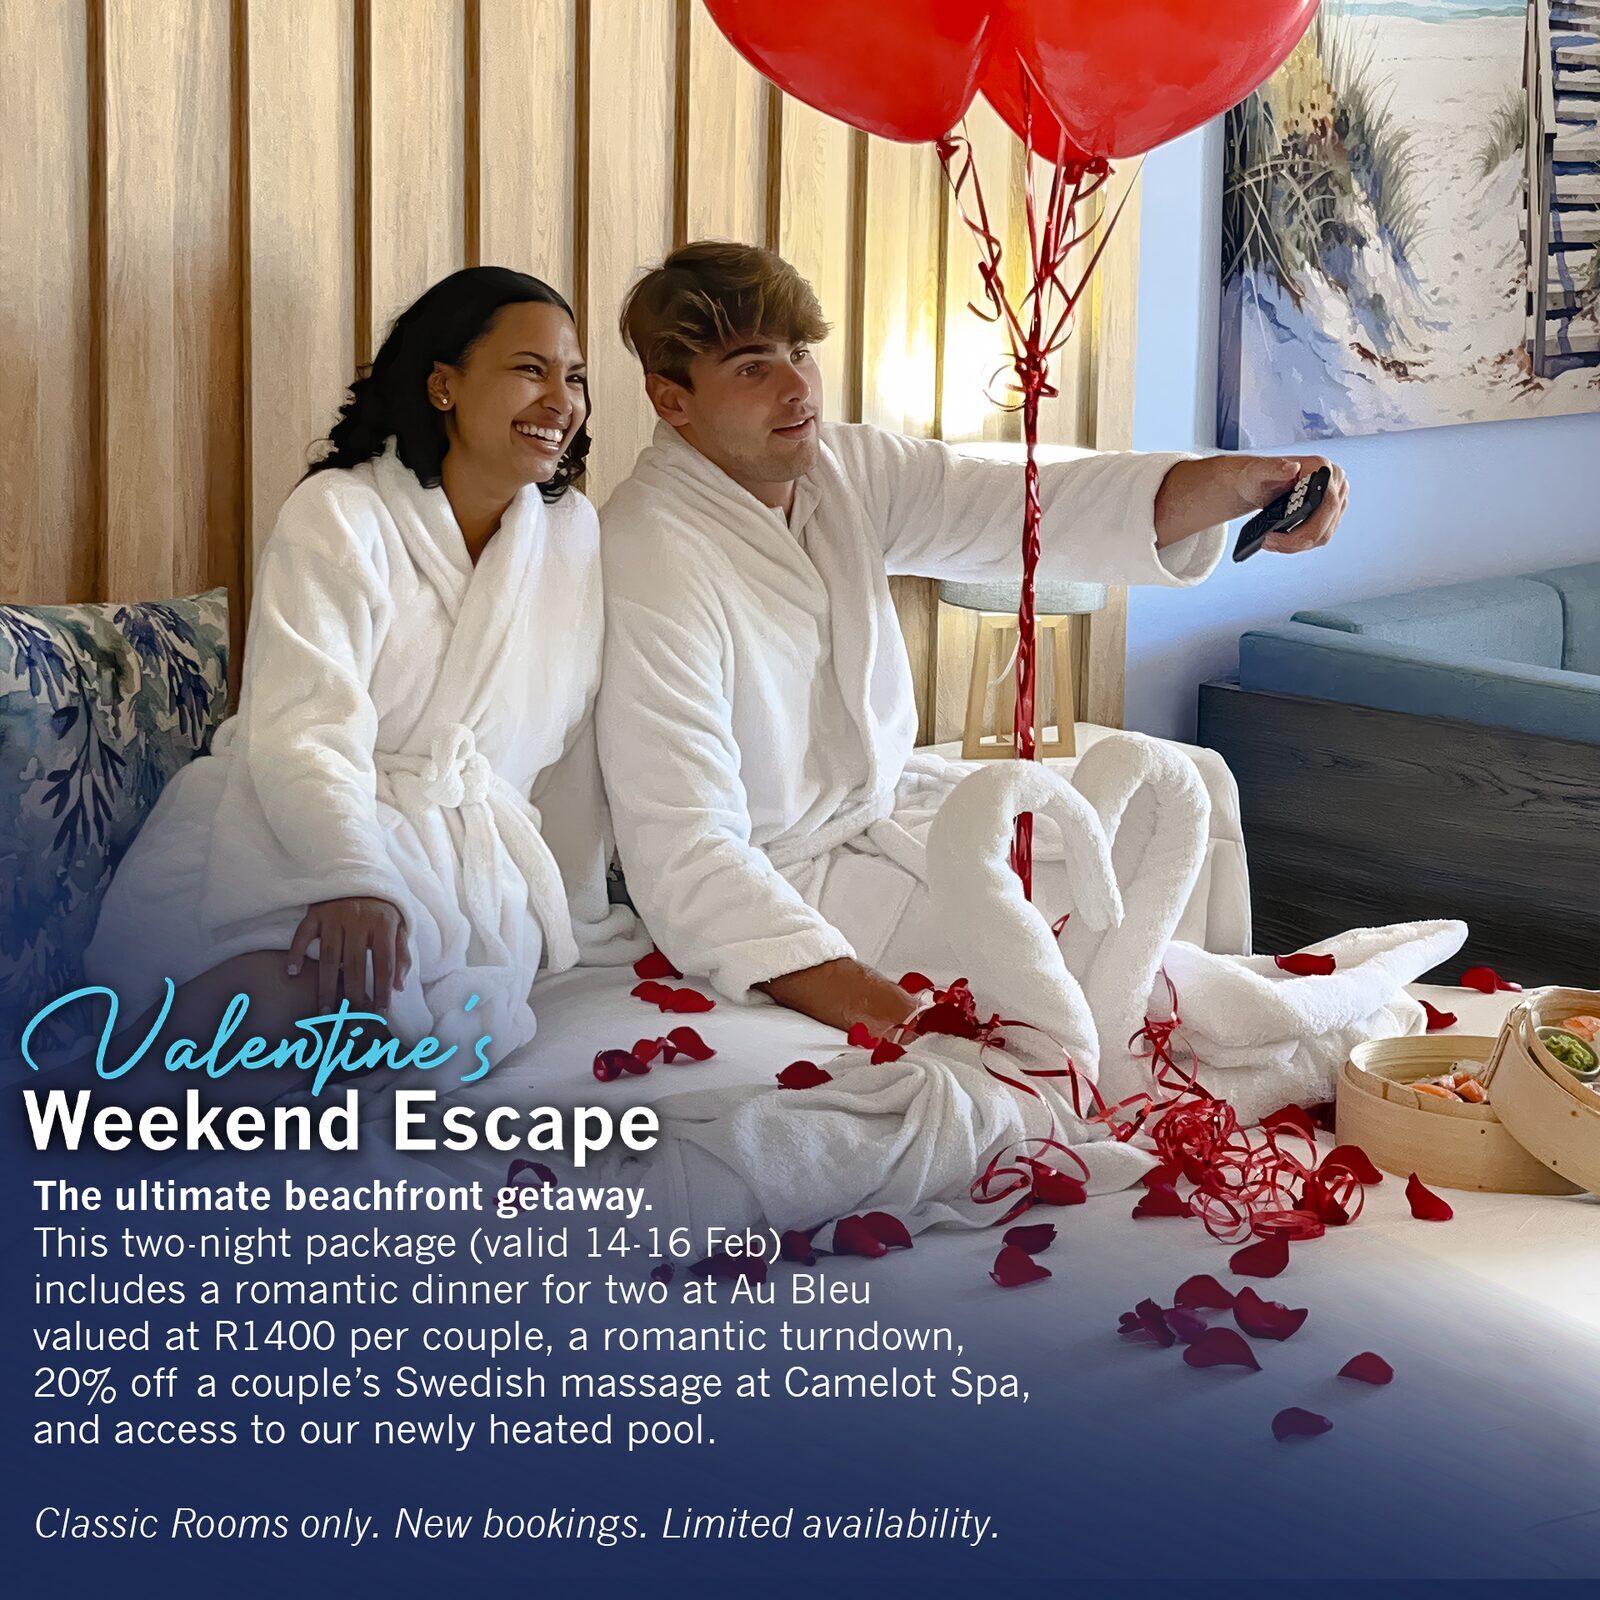 Valentine's
Weekend Escape
The ultimate beachfront getaway.
This two-night package (valid 14-16 Feb)
includes a romantic dinner for two at Au Bleu
valued at R1400 per couple, a romantic turndown,
20% off a couple's Swedish massage at Camelot Spa,
and access to our newly heated pool.
Classic Rooms only. New bookings. Limited availability.